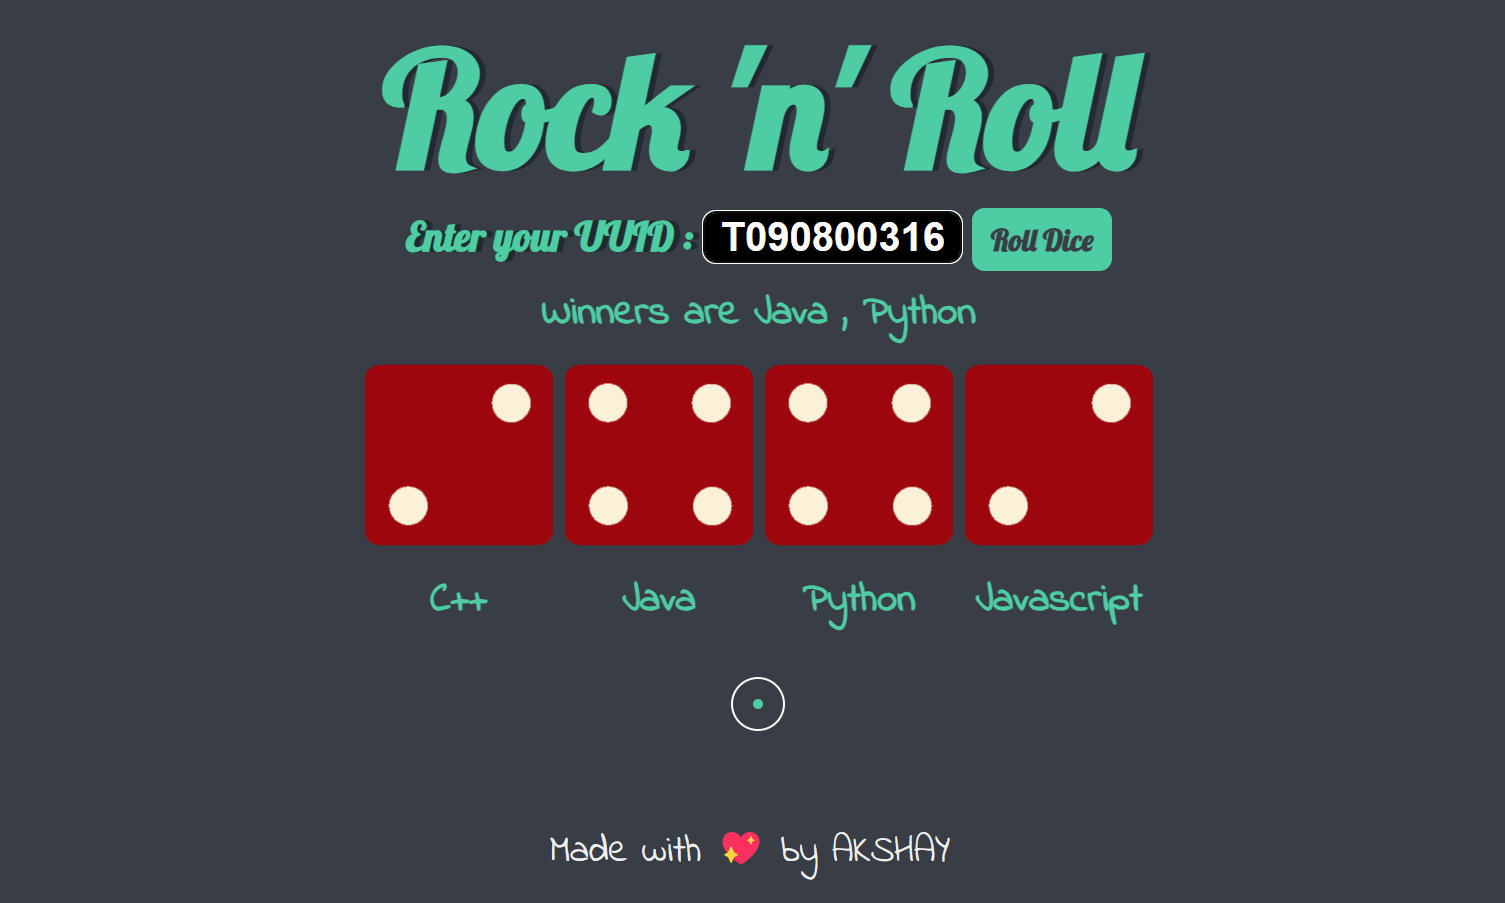 Rock 'n' Roll
Enter your UUID : T090800316 Roll Dice
Winners are Java , Python
C++ Java Python Javascript
Made with 💖 by AKSHAY